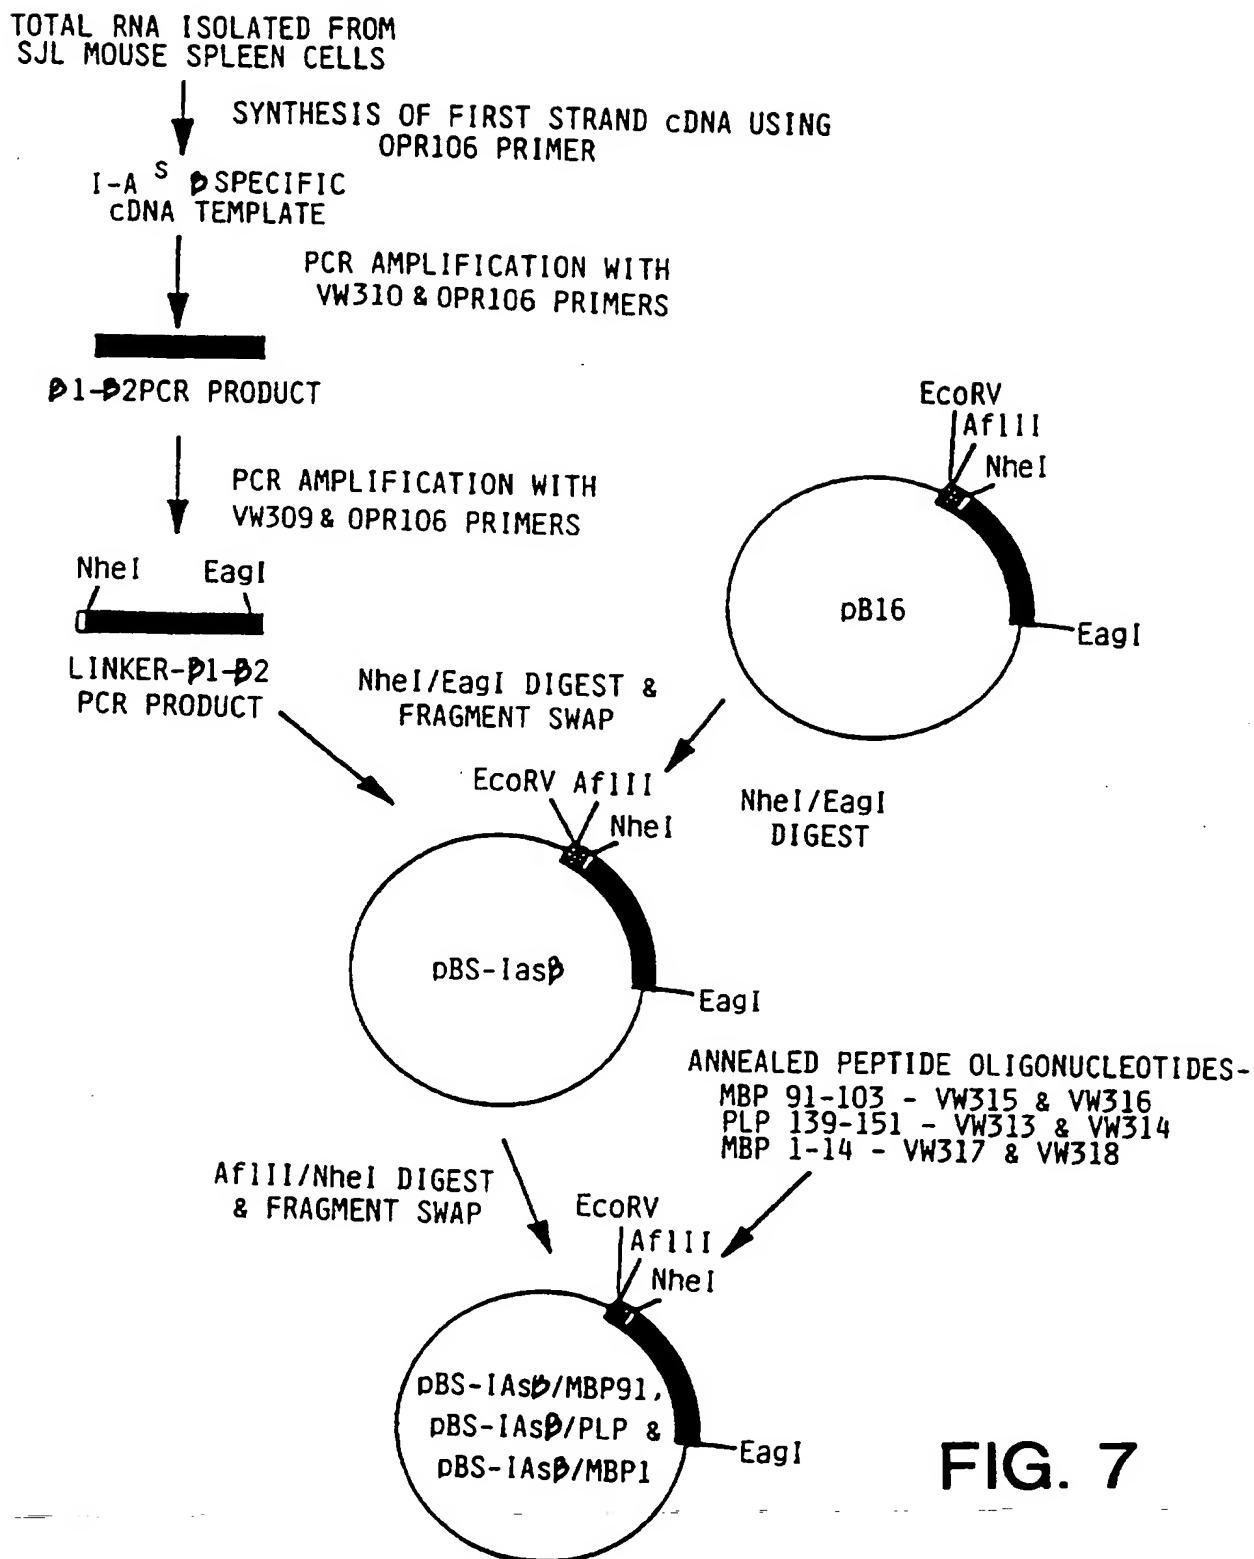 TOTAL RNA ISOLATED FROM
SJL MOUSE SPLEEN CELLS
SYNTHESIS OF FIRST STRAND cDNA USING
OPR106 PRIMER
I-A S β SPECIFIC
cDNA TEMPLATE
PCR AMPLIFICATION WITH
VW310 & OPR106 PRIMERS
β1-β2PCR PRODUCT
PCR AMPLIFICATION WITH
VW309 & OPR106 PRIMERS
NheI EagI
LINKER-β1-β2
PCR PRODUCT
EcoRV
AflII
NheI
pB16
EagI
NheI/EagI DIGEST &
FRAGMENT SWAP
NheI/EagI
DIGEST
EcoRV AflII
NheI
pBS-Iasβ
EagI
ANNEALED PEPTIDE OLIGONUCLEOTIDES-
MBP 91-103 - VW315 & VW316
PLP 139-151 - VW313 & VW314
MBP 1-14 - VW317 & VW318
AflII/NheI DIGEST
& FRAGMENT SWAP
EcoRV
AflII
NheI
pBS-IAsβ/MBP91,
pBS-IAsβ/PLP &
pBS-IAsβ/MBP1
EagI
FIG. 7